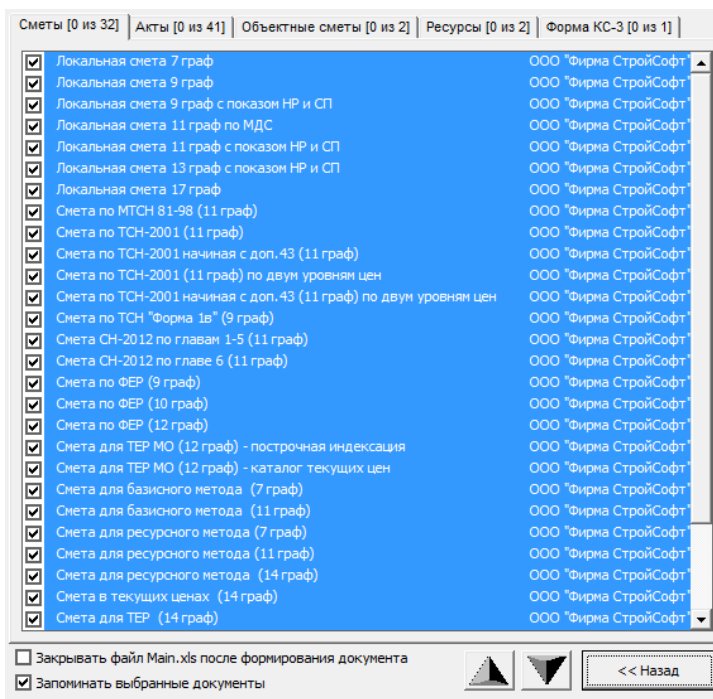 Сметы [0 из 32] Акты [0 из 41] Объектные сметы [0 из 2] Ресурсы [0 из 2] Форма КС-3 [0 из 1]
Локальная смета 7 граф ООО "Фирма СтройСофт"
Локальная смета 9 граф ООО "Фирма СтройСофт"
Локальная смета 9 граф с показом НР и СП ООО "Фирма СтройСофт"
Локальная смета 11 граф по МДС ООО "Фирма СтройСофт"
Локальная смета 11 граф с показом НР и СП ООО "Фирма СтройСофт"
Локальная смета 13 граф с показом НР и СП ООО "Фирма СтройСофт"
Локальная смета 17 граф ООО "Фирма СтройСофт"
Смета по МТСН 81-98 (11 граф) ООО "Фирма СтройСофт"
Смета по ТСН-2001 (11 граф) ООО "Фирма СтройСофт"
Смета по ТСН-2001 начиная с доп.43 (11 граф) ООО "Фирма СтройСофт"
Смета по ТСН-2001 (11 граф) по двум уровням цен ООО "Фирма СтройСофт"
Смета по ТСН-2001 начиная с доп.43 (11 граф) по двум уровням цен ООО "Фирма СтройСофт"
Смета по ТСН "Форма 1в" (9 граф) ООО "Фирма СтройСофт"
Смета СН-2012 по главам 1-5 (11 граф) ООО "Фирма СтройСофт"
Смета СН-2012 по главе 6 (11 граф) ООО "Фирма СтройСофт"
Смета по ФЕР (9 граф) ООО "Фирма СтройСофт"
Смета по ФЕР (10 граф) ООО "Фирма СтройСофт"
Смета по ФЕР (12 граф) ООО "Фирма СтройСофт"
Смета для ТЕР МО (12 граф) - построчная индексация ООО "Фирма СтройСофт"
Смета для ТЕР МО (12 граф) - каталог текущих цен ООО "Фирма СтройСофт"
Смета для базисного метода (7 граф) ООО "Фирма СтройСофт"
Смета для базисного метода (11 граф) ООО "Фирма СтройСофт"
Смета для ресурсного метода (7 граф) ООО "Фирма СтройСофт"
Смета для ресурсного метода (11 граф) ООО "Фирма СтройСофт"
Смета для ресурсного метода (14 граф) ООО "Фирма СтройСофт"
Смета в текущих ценах (14 граф) ООО "Фирма СтройСофт"
Смета для ТЕР (14 граф) ООО "Фирма СтройСофт"
Закрывать файл Main.xls после формирования документа
Запоминать выбранные документы
<< Назад